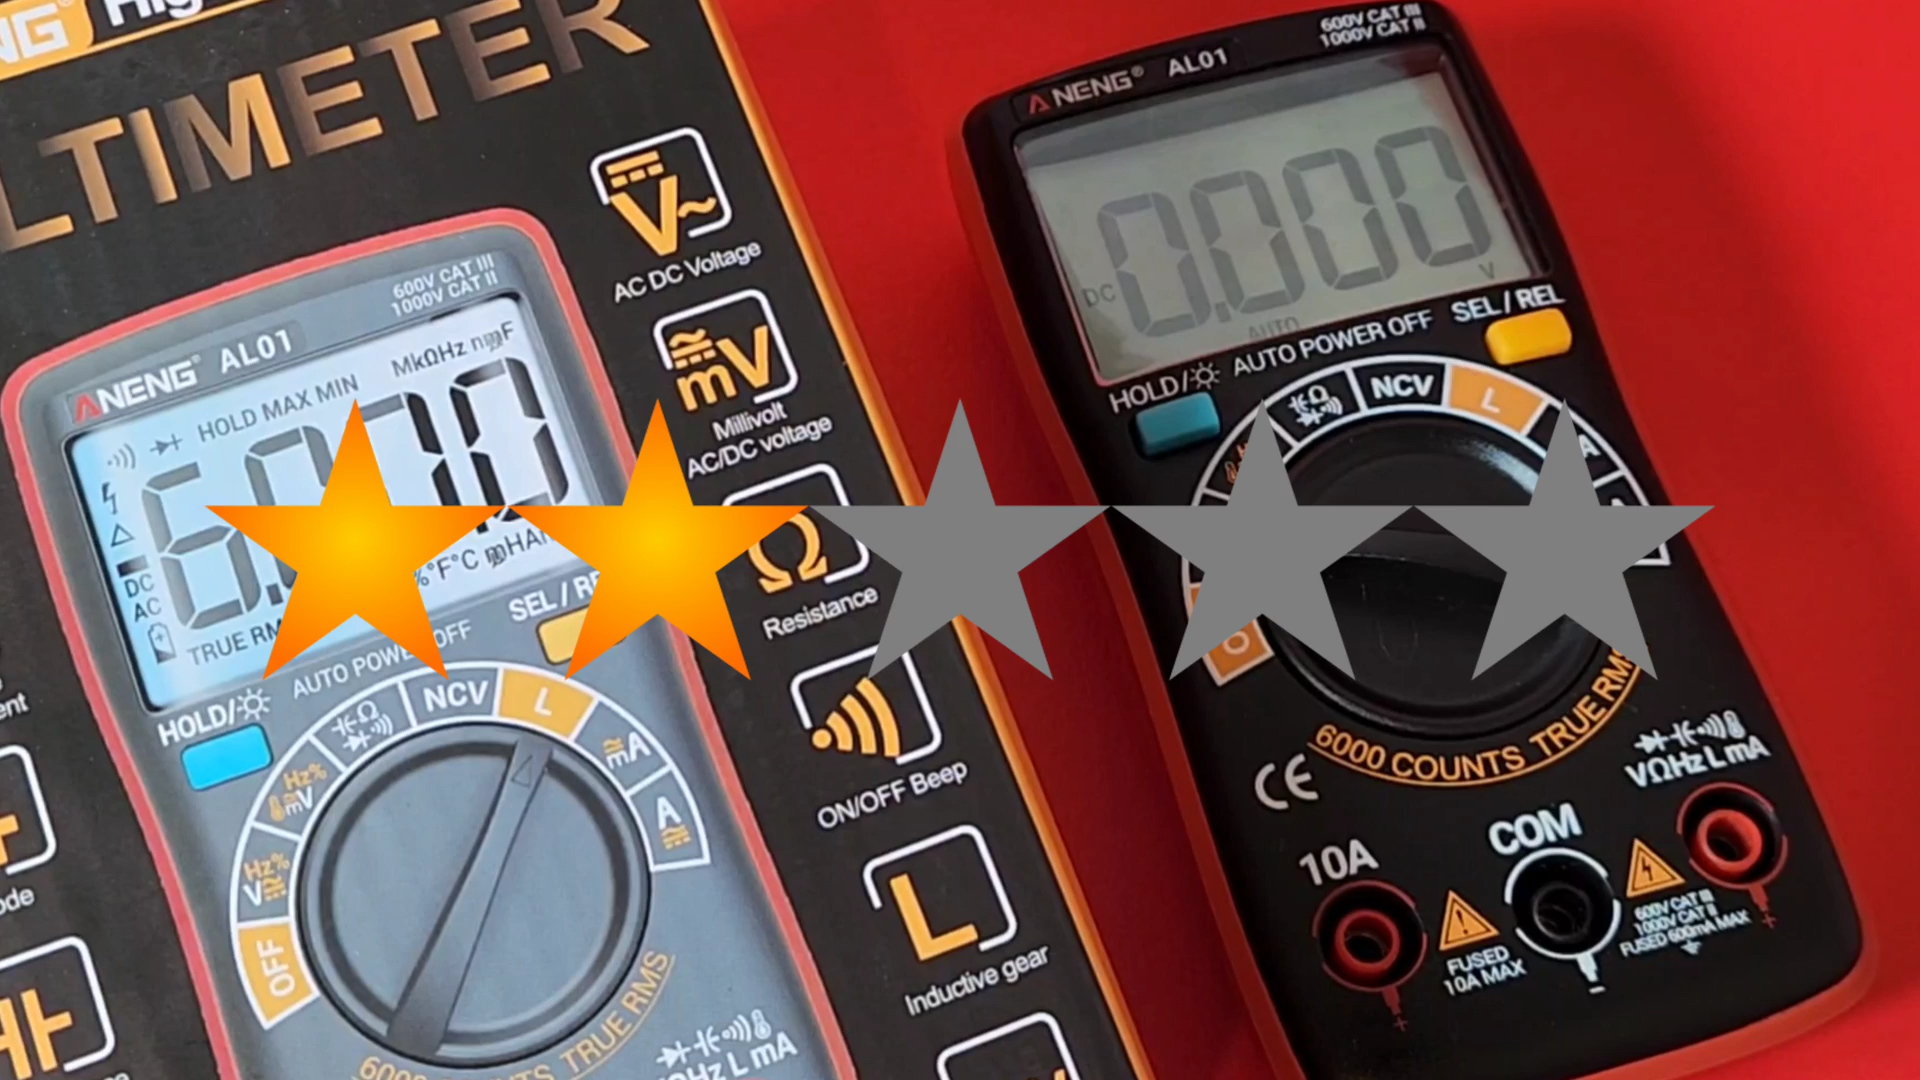 LTIMETER
ANENG® AL01
600V CAT III
1000V CAT II
HOLD MAX MIN
MkΩHz
DC
AC
TRUE
HOLD/
AUTO POWER OFF
NCV
L
Hz%
mV
Hz%
V
mA
A
OFF
TRUE RMS
L mA
AC DC Voltage
mV
Millivolt
AC/DC voltage
Ω
Resistance
ON/OFF Beep
L
Inductive gear
ANENG® AL01
600V CAT III
1000V CAT II
0.000
DC
V
AUTO
HOLD/
AUTO POWER OFF
SEL/REL
Ω
NCV
L
6000 COUNTS TRUE RMS
CE
VΩHz L mA
10A
COM
FUSED
10A MAX
600V CAT III
1000V CAT II
FUSED 600mA MAX